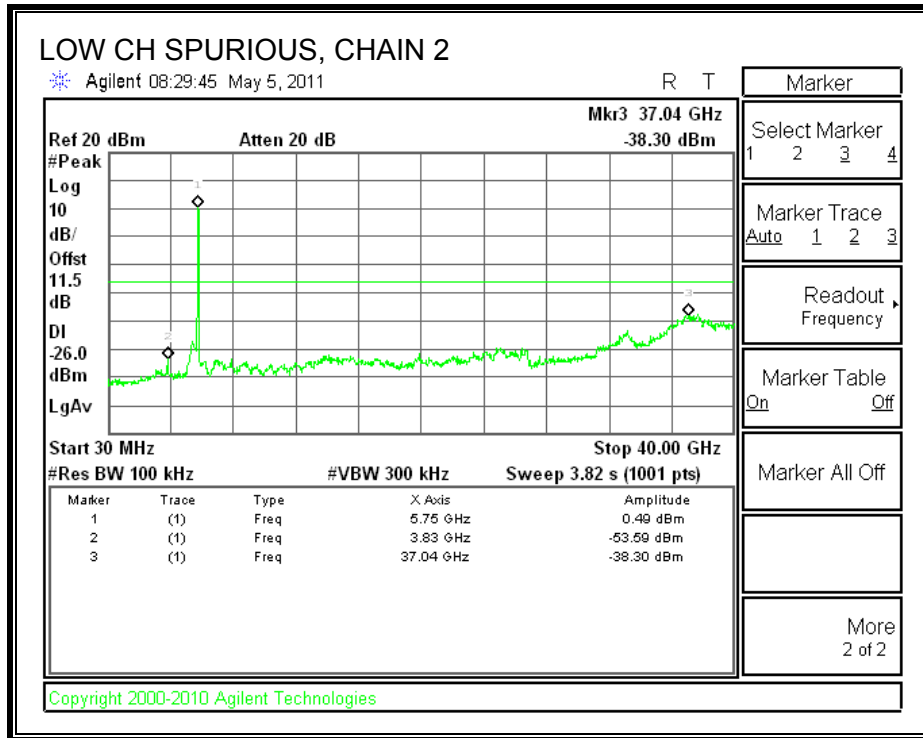 LOW CH SPURIOUS, CHAIN 2
Agilent 08:29:45 May 5, 2011 R T
Mkr3 37.04 GHz
Ref 20 dBm Atten 20 dB -38.30 dBm
#Peak
Log
10
dB/
Offst
11.5
dB
DI
-26.0
dBm
LgAv
1
2
3
Start 30 MHz Stop 40.00 GHz
#Res BW 100 kHz #VBW 300 kHz Sweep 3.82 s (1001 pts)
Marker Trace Type X Axis Amplitude
1 (1) Freq 5.75 GHz 0.49 dBm
2 (1) Freq 3.83 GHz -53.59 dBm
3 (1) Freq 37.04 GHz -38.30 dBm
Marker
Select Marker
1 2 3 4
Marker Trace
Auto 1 2 3
Readout
Frequency
Marker Table
On Off
Marker All Off
More
2 of 2
Copyright 2000-2010 Agilent Technologies